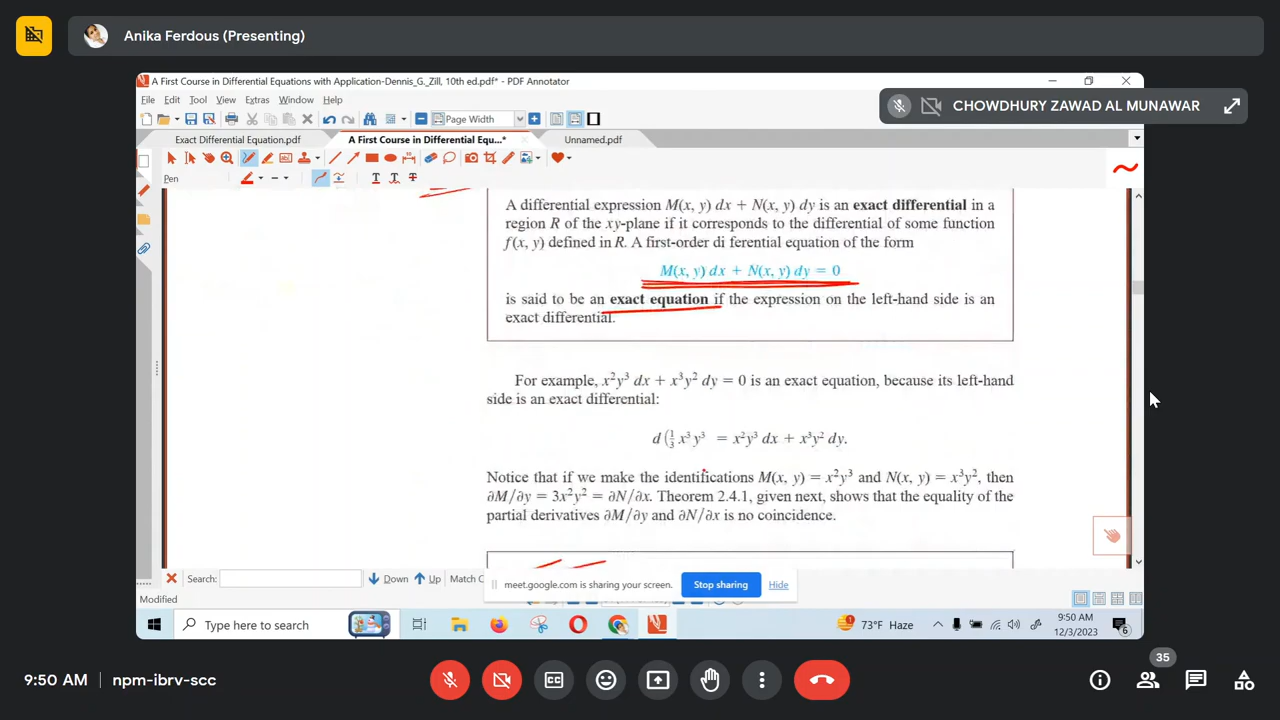 Anika Ferdous (Presenting)
A First Course in Differential Equations with Application-Dennis_G._Zill, 10th ed.pdf* - PDF Annotator
CHOWDHURY ZAWAD AL MUNAWAR
File Edit Tool View Extras Window Help
Page Width
Exact Differential Equation.pdf A First Course in Differential Equ...* Unnamed.pdf
Pen
A differential expression M(x, y) dx + N(x, y) dy is an exact differential in a
region R of the xy-plane if it corresponds to the differential of some function
f(x, y) defined in R. A first-order di ferential equation of the form
M(x, y) dx + N(x, y) dy = 0
is said to be an exact equation if the expression on the left-hand side is an
exact differential.
For example, x²y³ dx + x³y² dy = 0 is an exact equation, because its left-hand
side is an exact differential:
d (1/3 x³y³ = x²y³ dx + x³y² dy.
Notice that if we make the identifications M(x, y) = x²y³ and N(x, y) = x³y², then
∂M/∂y = 3x²y² = ∂N/∂x. Theorem 2.4.1, given next, shows that the equality of the
partial derivatives ∂M/∂y and ∂N/∂x is no coincidence.
Search: Down Up Match C
meet.google.com is sharing your screen. Stop sharing Hide
Modified
Type here to search 73°F Haze 9:50 AM
12/3/2023 6
35
9:50 AM | npm-ibrv-scc